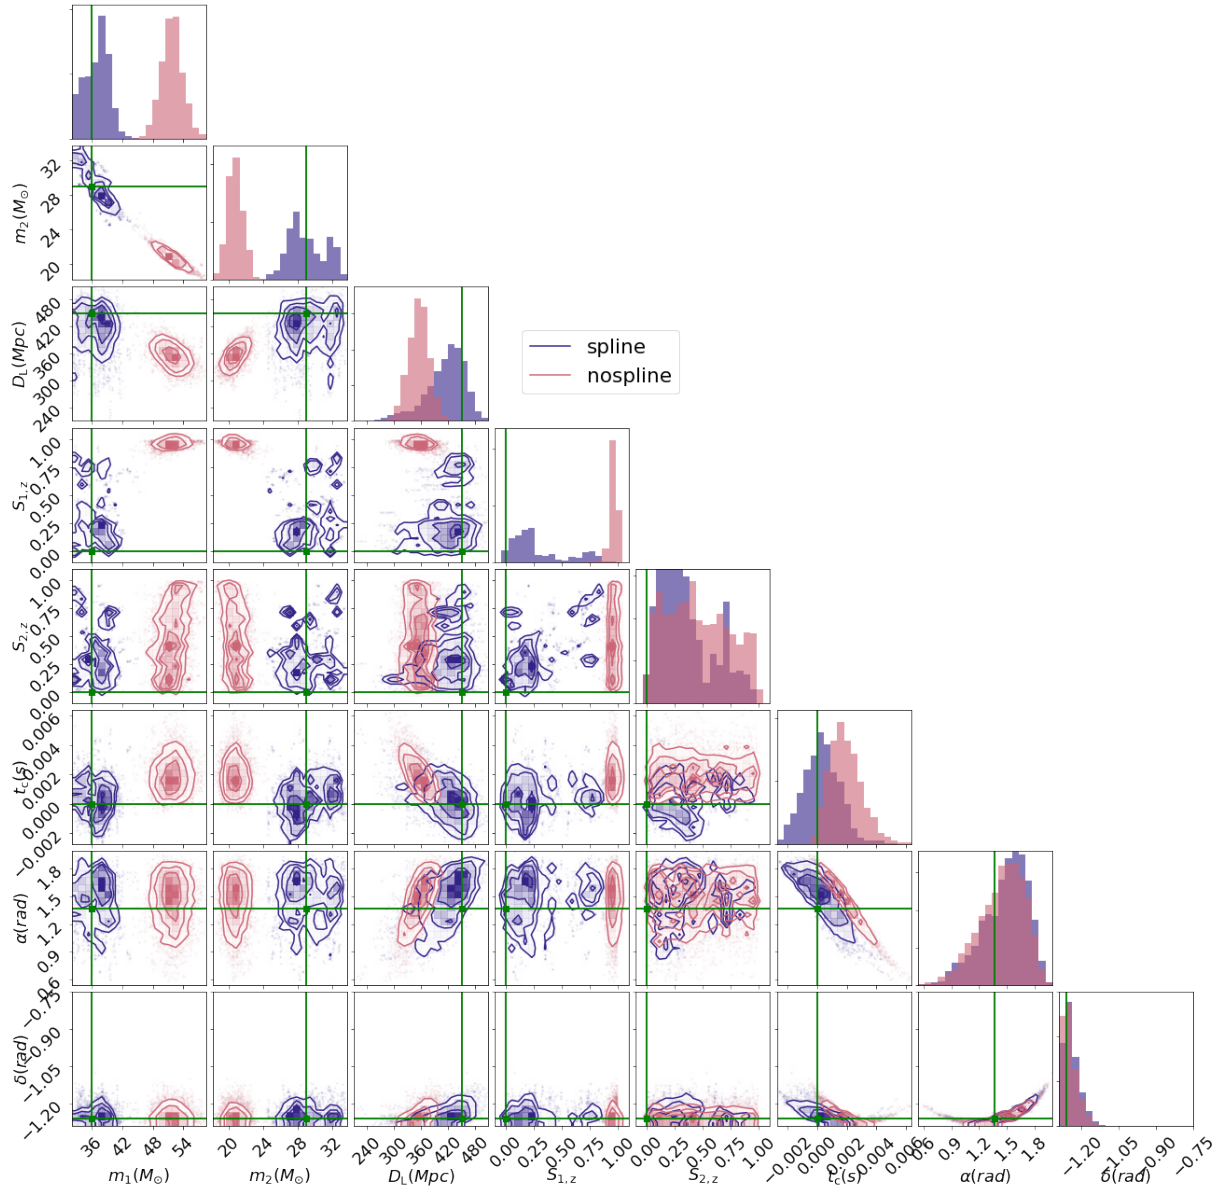 m₂(M⊙)
32
28
24
20
D_L(Mpc)
480
420
360
300
240
spline
nospline
S₁,z
1.00
0.75
0.50
0.25
0.00
S₂,z
1.00
0.75
0.50
0.25
0.00
t_c(s)
0.006
0.004
0.002
0.000
−0.002
α(rad)
1.8
1.5
1.2
0.9
0.6
δ(rad)
−0.75
−0.90
−1.05
−1.20
36 42 48 54
20 24 28 32
240 300 360 420 480
0.00 0.25 0.50 0.75 1.00
0.00 0.25 0.50 0.75 1.00
−0.002 0.000 0.002 0.004 0.006
0.6 0.9 1.2 1.5 1.8
−1.20 −1.05 −0.90 −0.75
m₁(M⊙) m₂(M⊙) D_L(Mpc) S₁,z S₂,z t_c(s) α(rad) δ(rad)